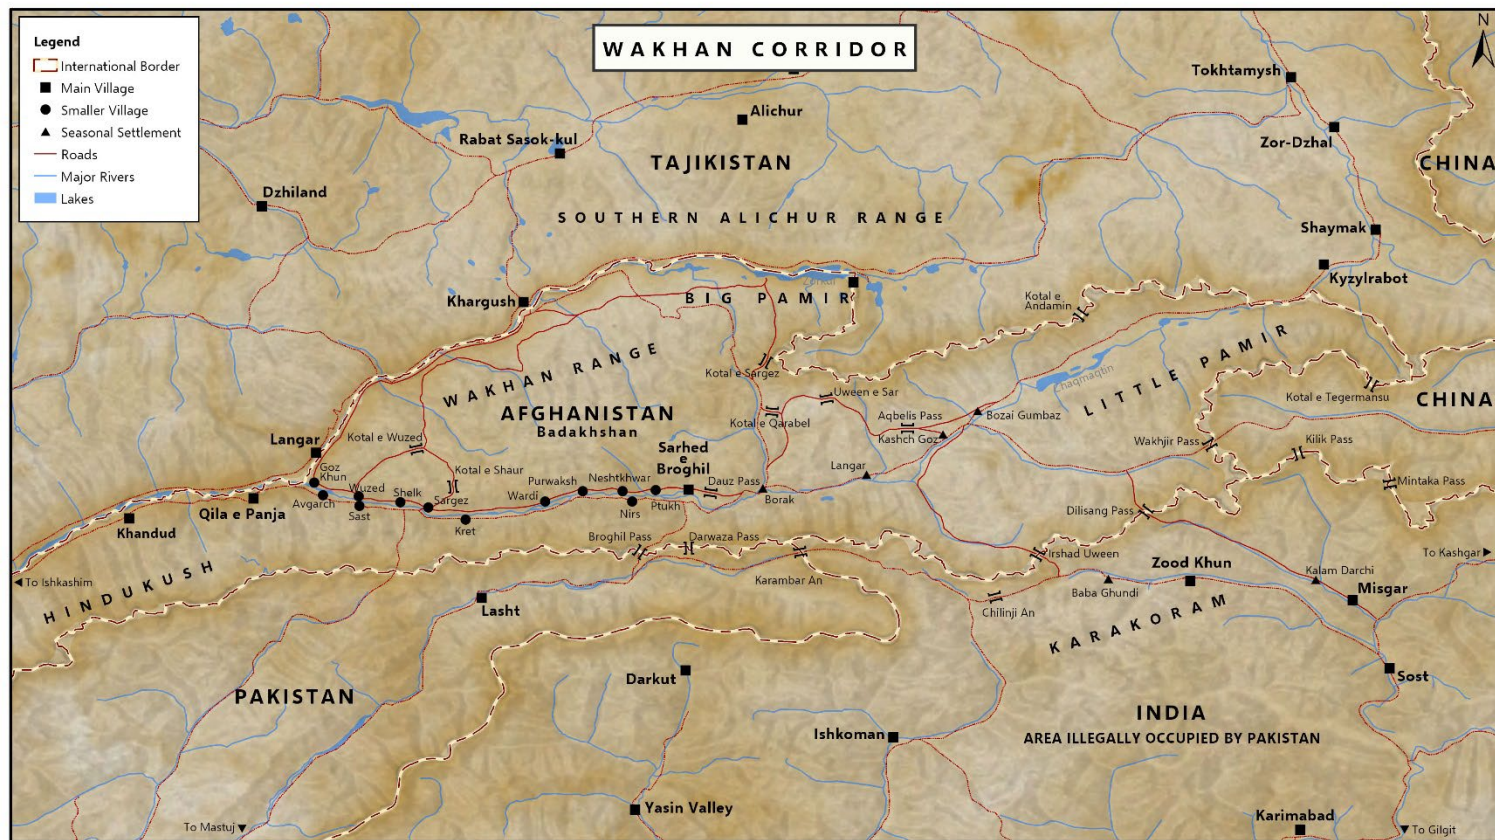 WAKHAN CORRIDOR
N
Legend
International Border
Main Village
Smaller Village
Seasonal Settlement
Roads
Major Rivers
Lakes
Tokhtamysh
Alichur
Rabat Sasok-kul
Zor-Dzhal
TAJIKISTAN
CHINA
Dzhiland
SOUTHERN ALICHUR RANGE
Shaymak
Kyzylrabot
Zorkul
Khargush
BIG PAMIR
Kotal e
Andamin
LITTLE PAMIR
WAKHAN RANGE
Kotal e Sargez
Chaqmaqtin
Uween e Sar
Kotal e Tegermansu
CHINA
AFGHANISTAN
Badakhshan
Kotal e Qarabel
Aqbelis Pass
Bozai Gumbaz
Kashch Goz
Langar
Kotal e Wuzed
Wakhjir Pass
Kilik Pass
Sarhed
e
Broghil
Goz
Khun
Kotal e Shaur
Purwaksh
Neshtkhwar
Dauz Pass
Langar
Mintaka Pass
Avgarch
Wuzed
Shelk
Sargez
Wardi
Ptukh
Borak
Nirs
Sast
Qila e Panja
Khandud
Kret
Dilisang Pass
Broghil Pass
Darwaza Pass
Irshad Uween
To Kashgar
To Ishkashim
HINDUKUSH
Karambar An
Zood Khun
Kalam Darchi
Baba Ghundi
Misgar
Lasht
Chilinji An
KARAKORAM
Darkut
Sost
PAKISTAN
INDIA
AREA ILLEGALLY OCCUPIED BY PAKISTAN
Ishkoman
Yasin Valley
Karimabad
To Mastuj
To Gilgit